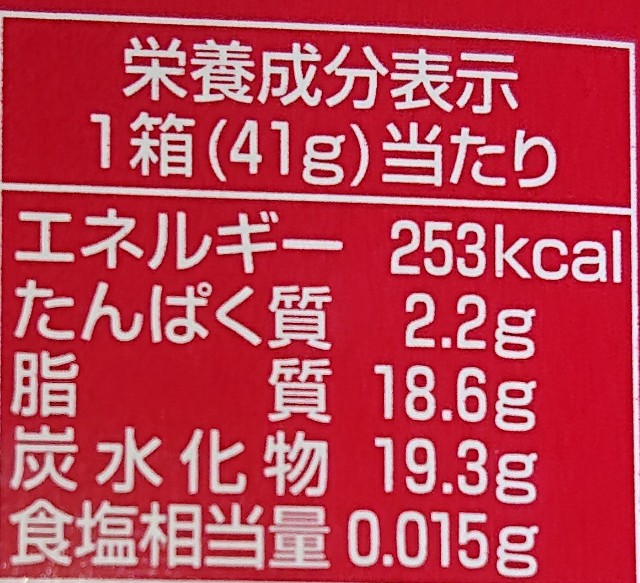 栄養成分表示
1箱(41g)当たり
エネルギー 253kcal
たんぱく質 2.2g
脂質 18.6g
炭水化物 19.3g
食塩相当量 0.015g